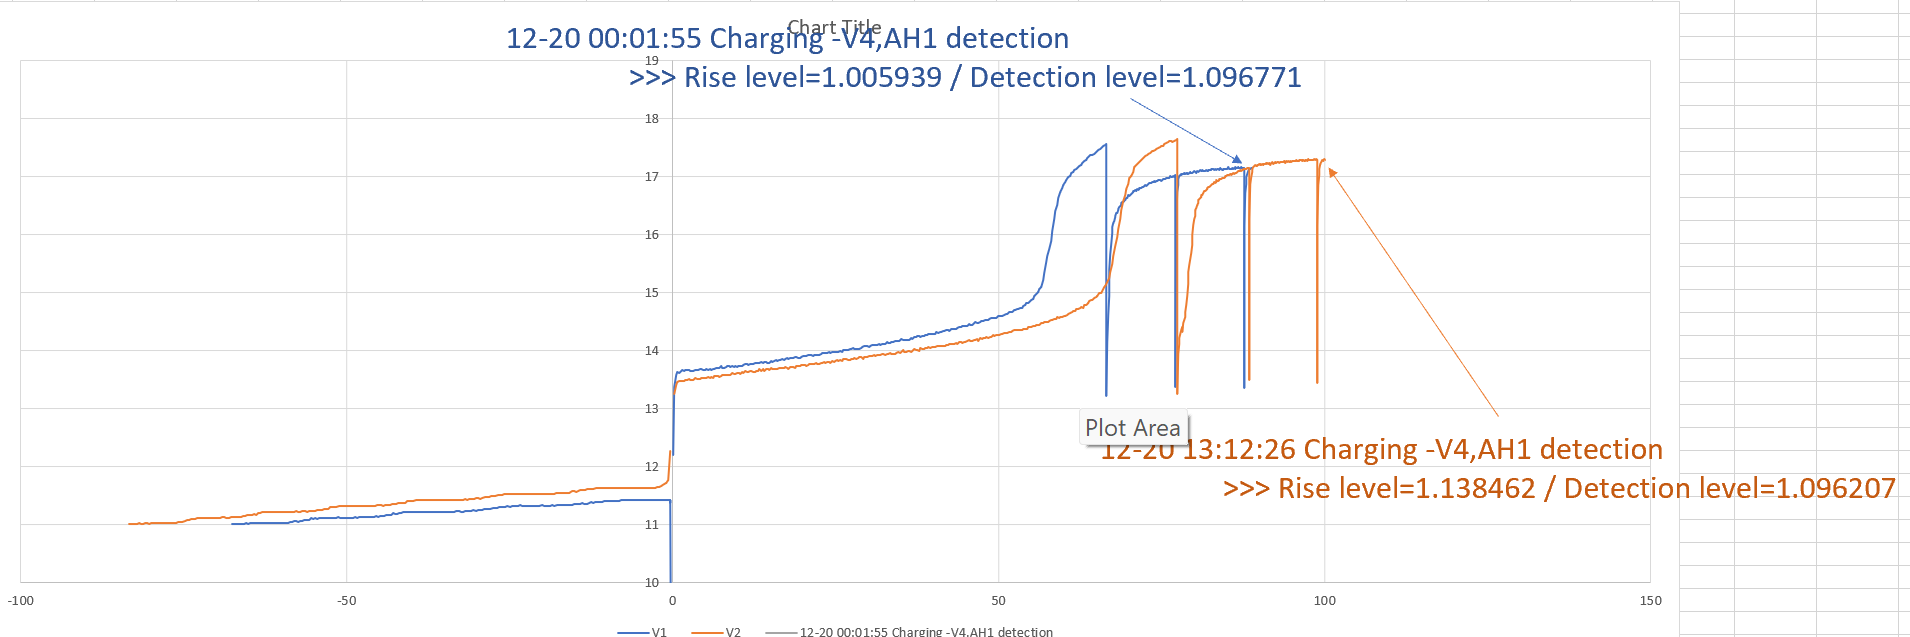 Chart Title
12-20 00:01:55 Charging -V4,AH1 detection
>>> Rise level=1.005939 / Detection level=1.096771
19
18
17
16
15
14
13
12
11
10
Plot Area
12-20 13:12:26 Charging -V4,AH1 detection
>>> Rise level=1.138462 / Detection level=1.096207
-100 -50 0 50 100 150
V1 V2 12-20 00:01:55 Charging -V4,AH1 detection